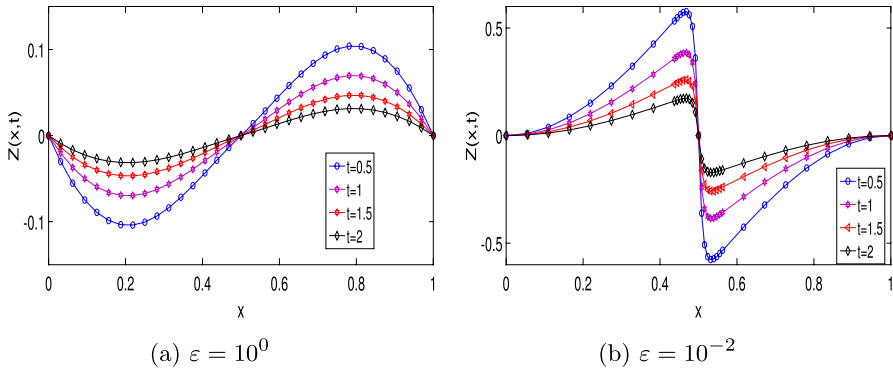 0.1
0
-0.1
Z(x,t)
t=0.5
t=1
t=1.5
t=2
0 0.2 0.4 0.6 0.8 1
x
(a) ε = 10⁰
0.5
0
-0.5
Z(x,t)
t=0.5
t=1
t=1.5
t=2
0 0.2 0.4 0.6 0.8 1
x
(b) ε = 10⁻²